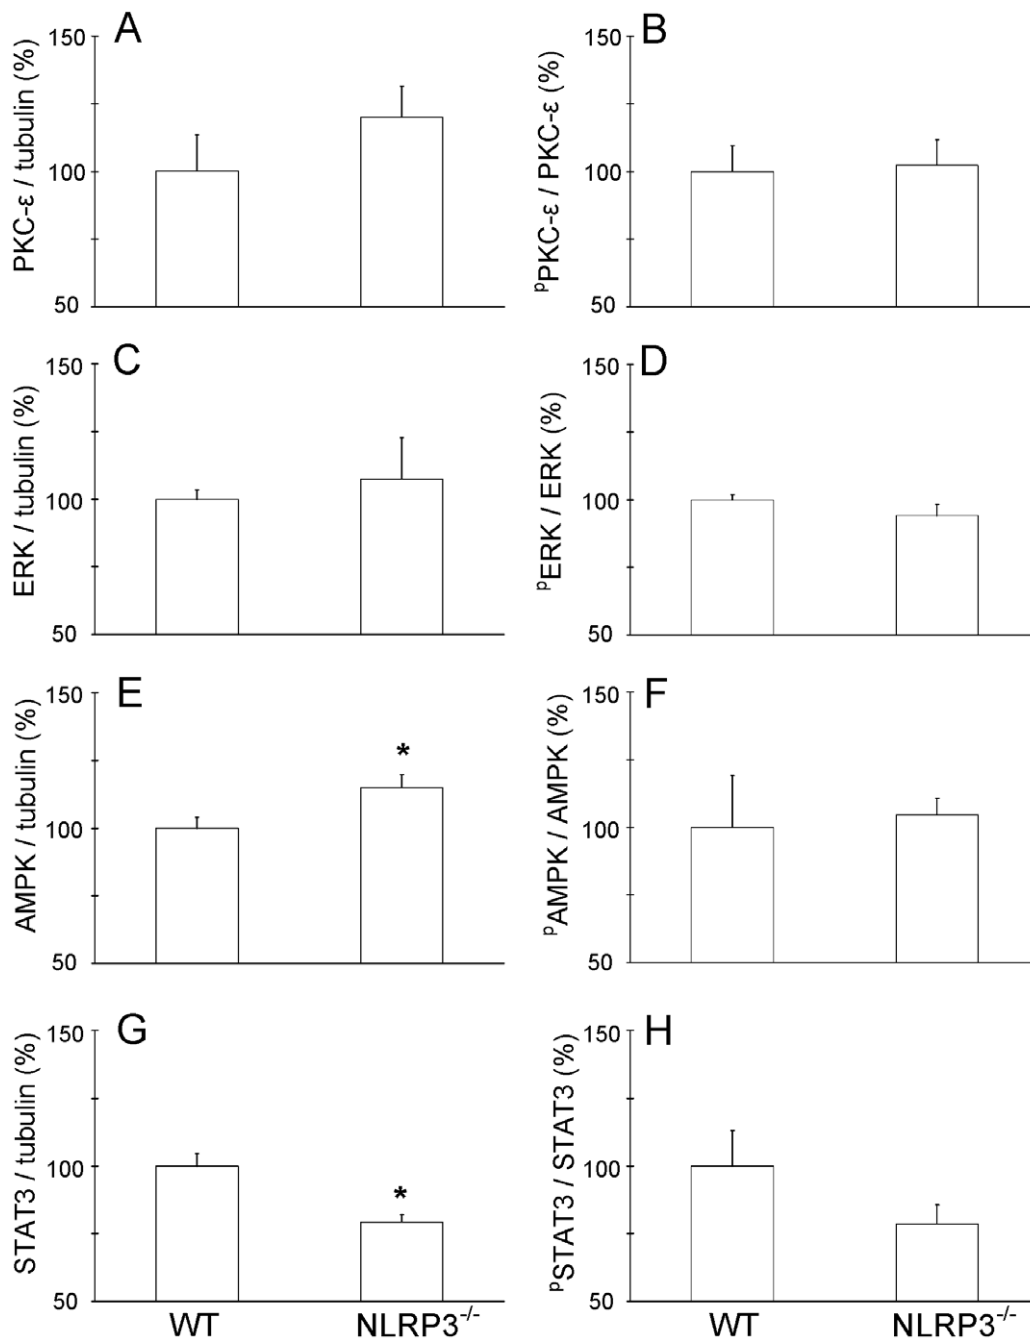 A
PKC-ε / tubulin (%)
150
100
50
B
ᵖPKC-ε / PKC-ε (%)
150
100
50
C
ERK / tubulin (%)
150
100
50
D
ᵖERK / ERK (%)
150
100
50
E
AMPK / tubulin (%)
150
100
50
*
F
ᵖAMPK / AMPK (%)
150
100
50
G
STAT3 / tubulin (%)
150
100
50
*
WT
NLRP3⁻/⁻
H
ᵖSTAT3 / STAT3 (%)
150
100
50
WT
NLRP3⁻/⁻